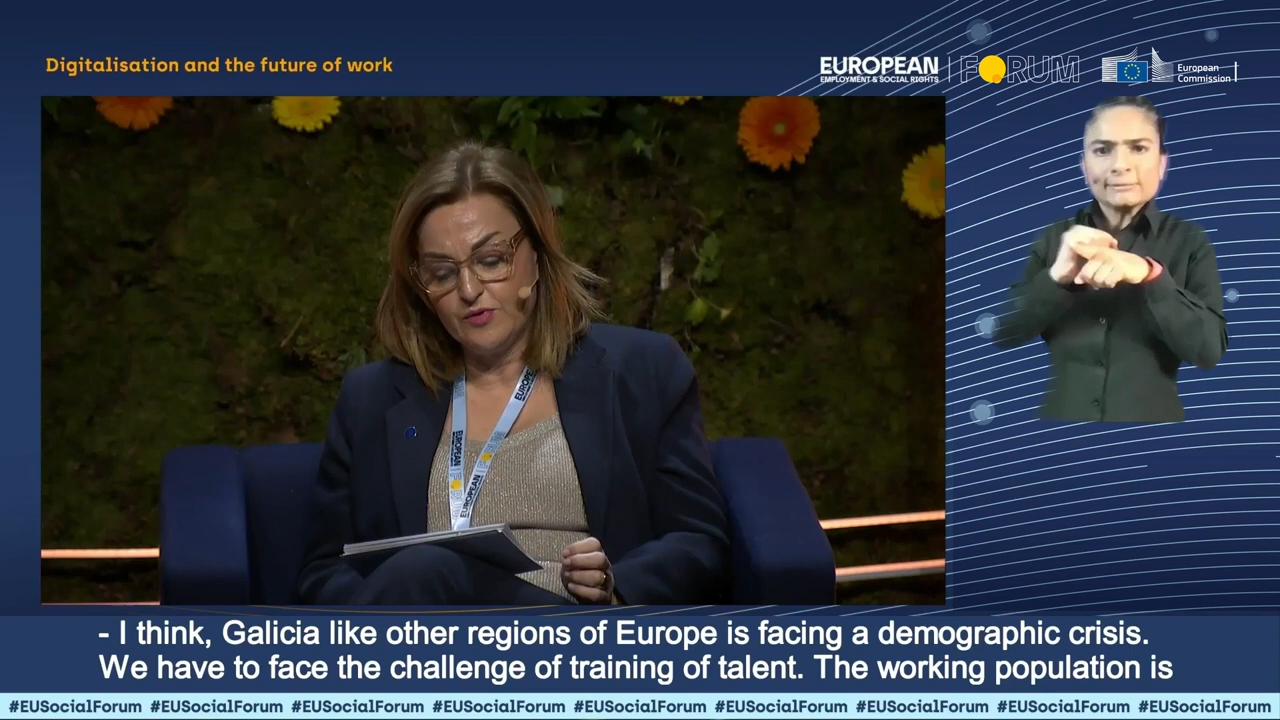 Digitalisation and the future of work
EUROPEAN
EMPLOYMENT & SOCIAL RIGHTS
FORUM
European
Commission
EUROPEAN
EUROPEAN
- I think, Galicia like other regions of Europe is facing a demographic crisis.
We have to face the challenge of training of talent. The working population is
#EUSocialForum #EUSocialForum #EUSocialForum #EUSocialForum #EUSocialForum #EUSocialForum #EUSocialForum #EUSocialForum #EUSocialForum